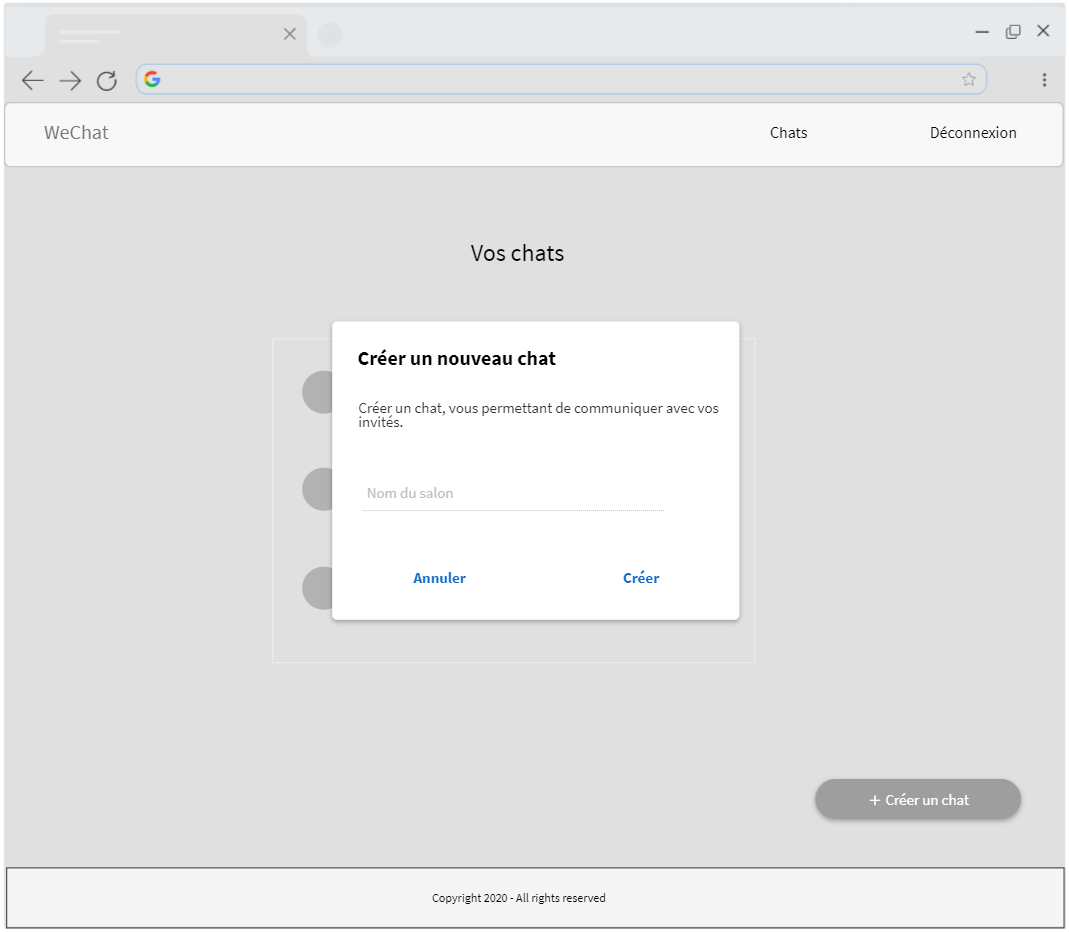 WeChat
Chats
Déconnexion
Vos chats
Créer un nouveau chat
Créer un chat, vous permettant de communiquer avec vos
invités.
Nom du salon
Annuler
Créer
+ Créer un chat
Copyright 2020 - All rights reserved